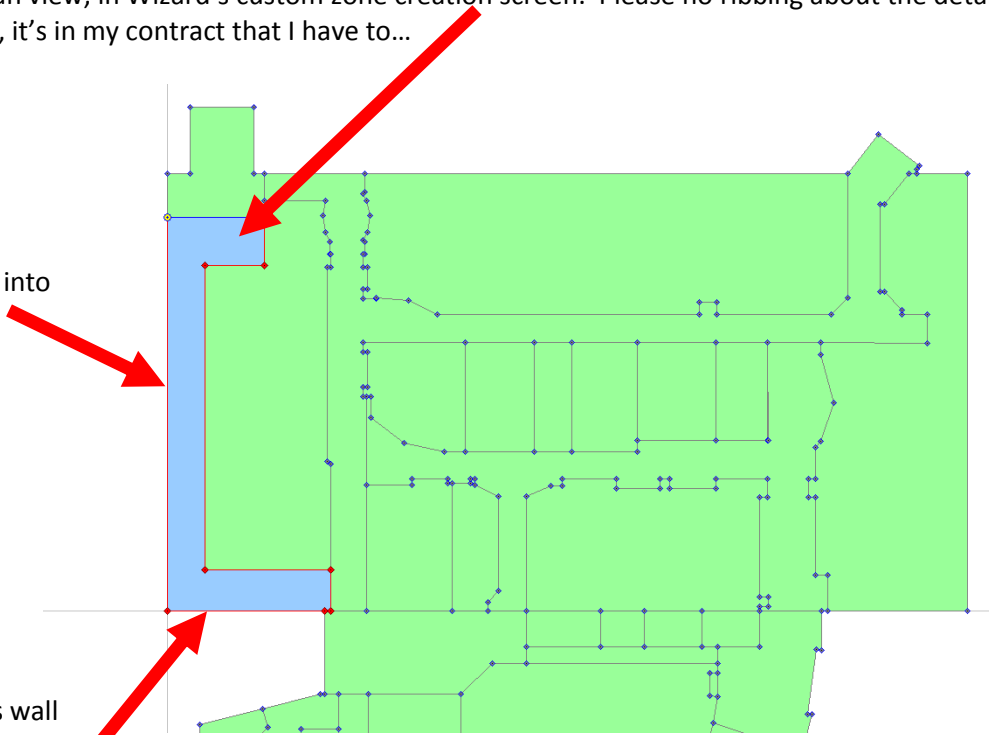 an view, in Wizard's custom zone creation screen. Please no ribbing about the deta
, it's in my contract that I have to…
into
s wall